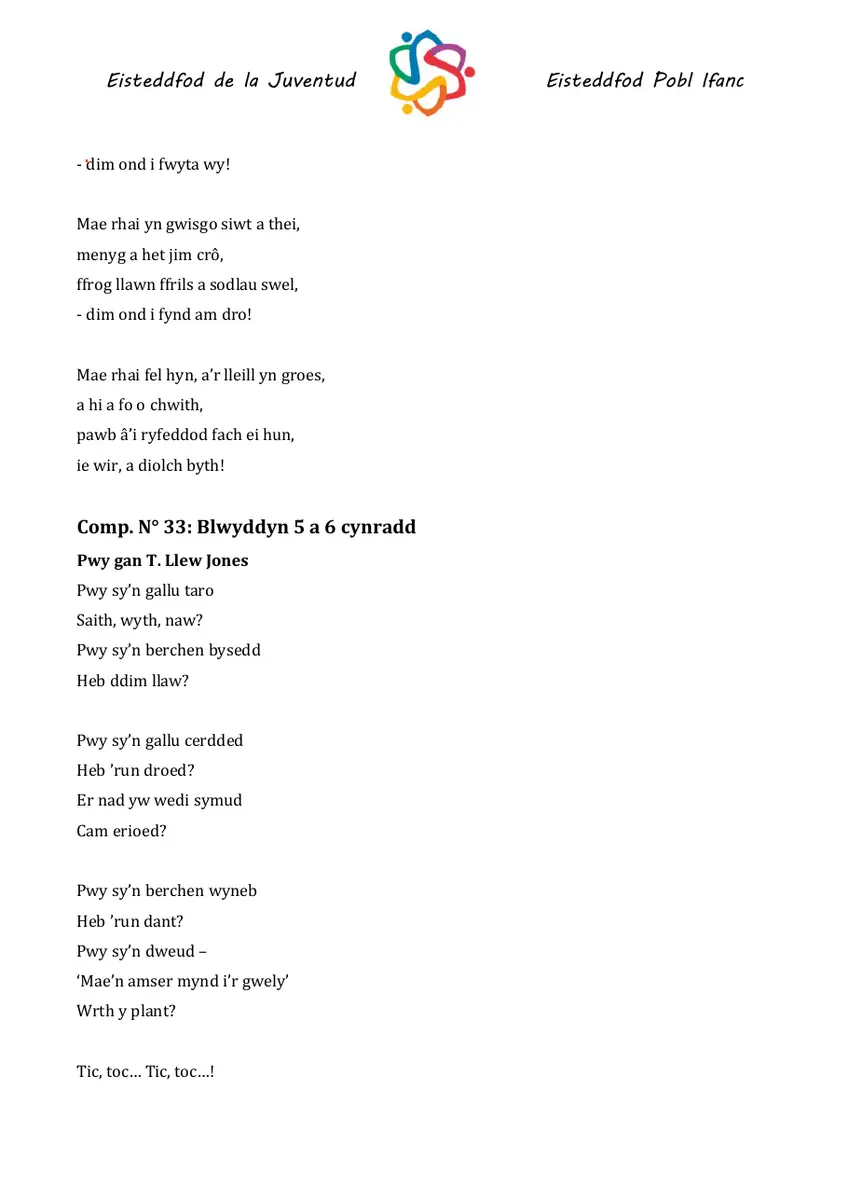 Eisteddfod de la Juventud
Eisteddfod Pobl Ifanc
- dim ond i fwyta wy!
Mae rhai yn gwisgo siwt a thei,
menyg a het jim crô,
ffrog llawn ffrils a sodlau swel,
- dim ond i fynd am dro!
Mae rhai fel hyn, a’r lleill yn groes,
a hi a fo o chwith,
pawb â’i ryfeddod fach ei hun,
ie wir, a diolch byth!
Comp. N° 33: Blwyddyn 5 a 6 cynradd
Pwy gan T. Llew Jones
Pwy sy’n gallu taro
Saith, wyth, naw?
Pwy sy’n berchen bysedd
Heb ddim llaw?
Pwy sy’n gallu cerdded
Heb ’run droed?
Er nad yw wedi symud
Cam erioed?
Pwy sy’n berchen wyneb
Heb ’run dant?
Pwy sy’n dweud –
‘Mae’n amser mynd i’r gwely’
Wrth y plant?
Tic, toc… Tic, toc…!